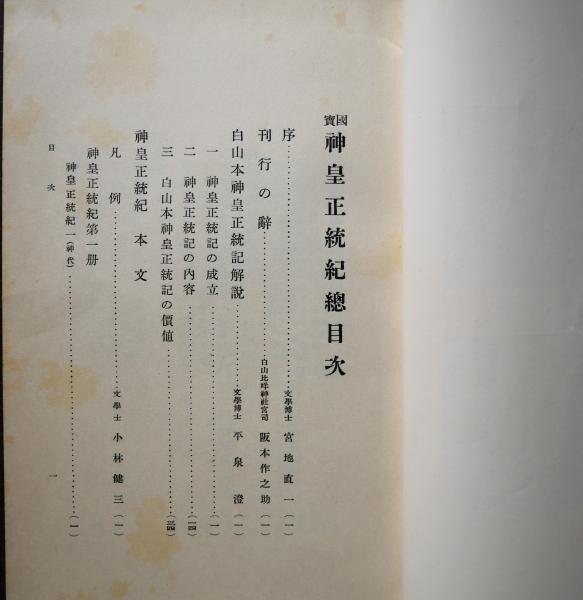 國寶 神皇正統紀總目次
序………………文學博士 宮地直一（一）
刊行の辭………………白山比咩神社宮司 阪本作之助（一）
白山本神皇正統記解說………………文學博士 平泉澄（一）
一 神皇正統記の成立………………（一）
二 神皇正統記の內容………………（一四）
三 白山本神皇正統記の價値………………（三四）
神皇正統紀 本文
凡例………………文學士 小林健三（一）
神皇正統紀第一册
神皇正統紀一（神代）………………（一）
目次
一